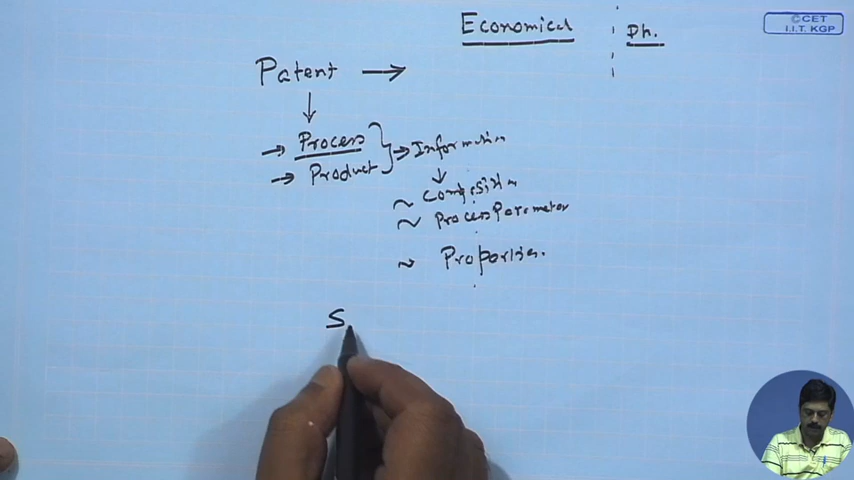 Economical
Ph.
©CET
I.I.T. KGP
Patent →
↓
→ Process
→ Product
} → Information
↓
~ Composition
~ Process Parameter
~ Properties.
S